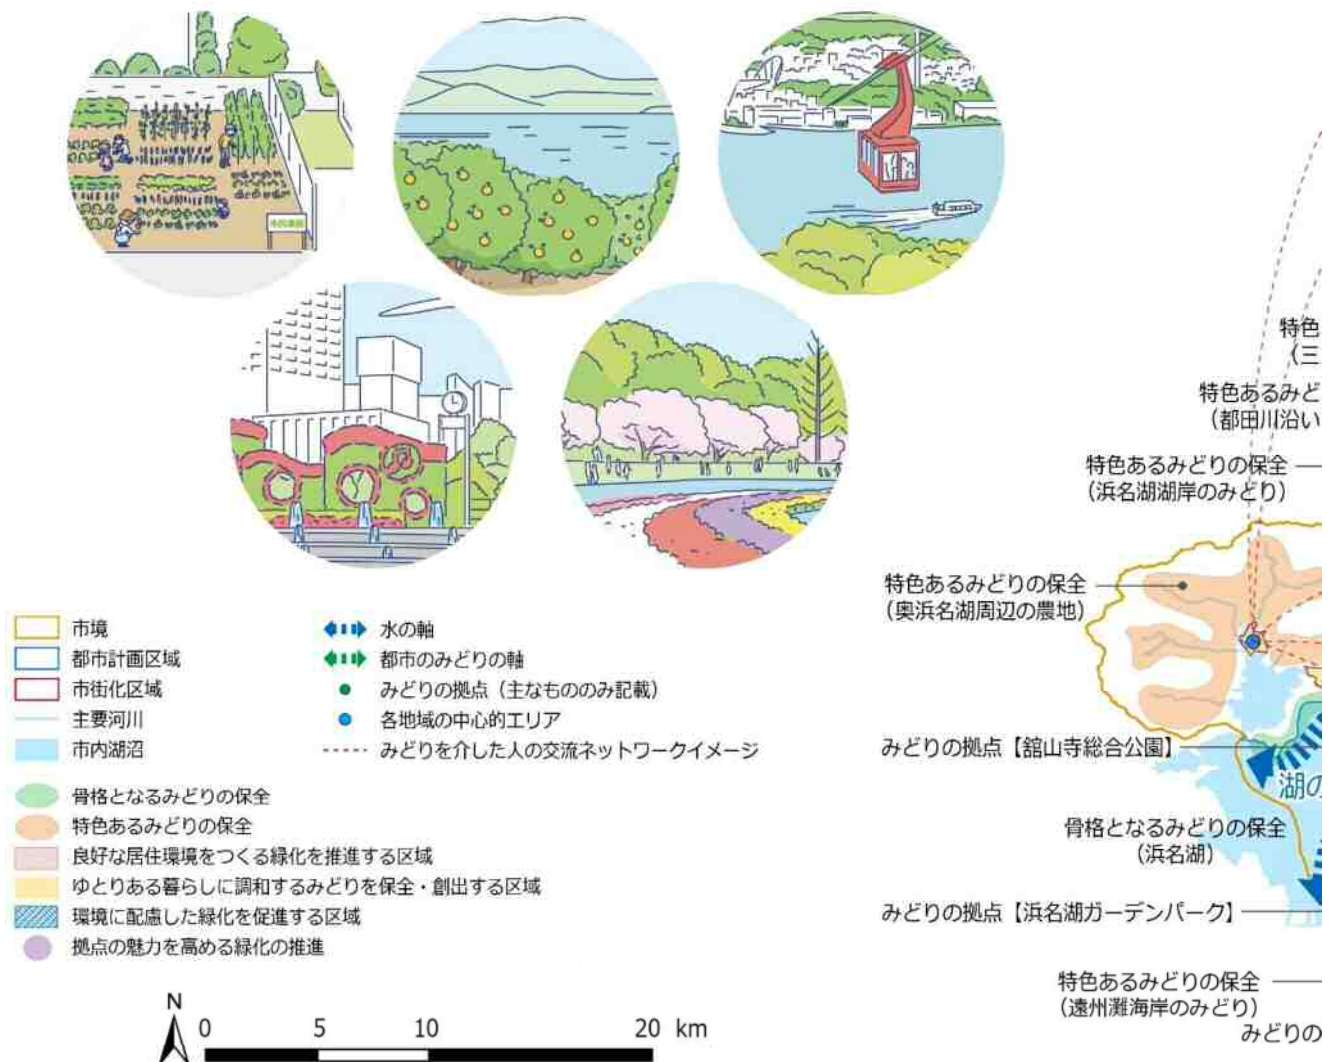 市民農園
特色
（三
特色あるみど
（都田川沿い
特色あるみどりの保全
（浜名湖湖岸のみどり）
特色あるみどりの保全
（奥浜名湖周辺の農地）
市境
都市計画区域
市街化区域
主要河川
市内湖沼
水の軸
都市のみどりの軸
みどりの拠点（主なもののみ記載）
各地域の中心的エリア
みどりを介した人の交流ネットワークイメージ
骨格となるみどりの保全
特色あるみどりの保全
良好な居住環境をつくる緑化を推進する区域
ゆとりある暮らしに調和するみどりを保全・創出する区域
環境に配慮した緑化を促進する区域
拠点の魅力を高める緑化の推進
みどりの拠点【舘山寺総合公園】
湖の
骨格となるみどりの保全
（浜名湖）
みどりの拠点【浜名湖ガーデンパーク】
特色あるみどりの保全
（遠州灘海岸のみどり）
みどりの
N
0 5 10 20 km